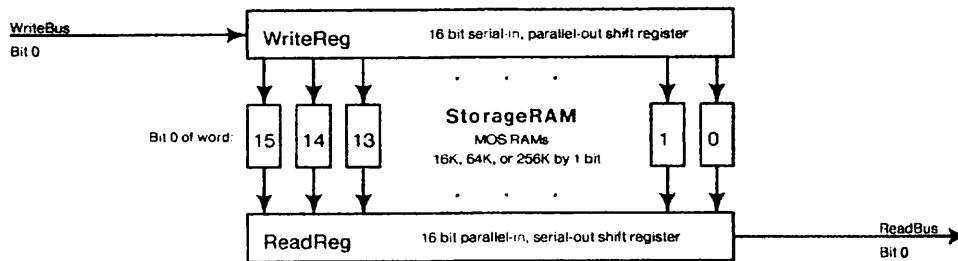 WriteBus
Bit 0
WriteReg 16 bit serial-in, parallel-out shift register
. . .
Bit 0 of word: 15 14 13 1 0
StorageRAM
MOS RAMs
16K, 64K, or 256K by 1 bit
. . .
ReadReg 16 bit parallel-in, serial-out shift register
ReadBus
Bit 0